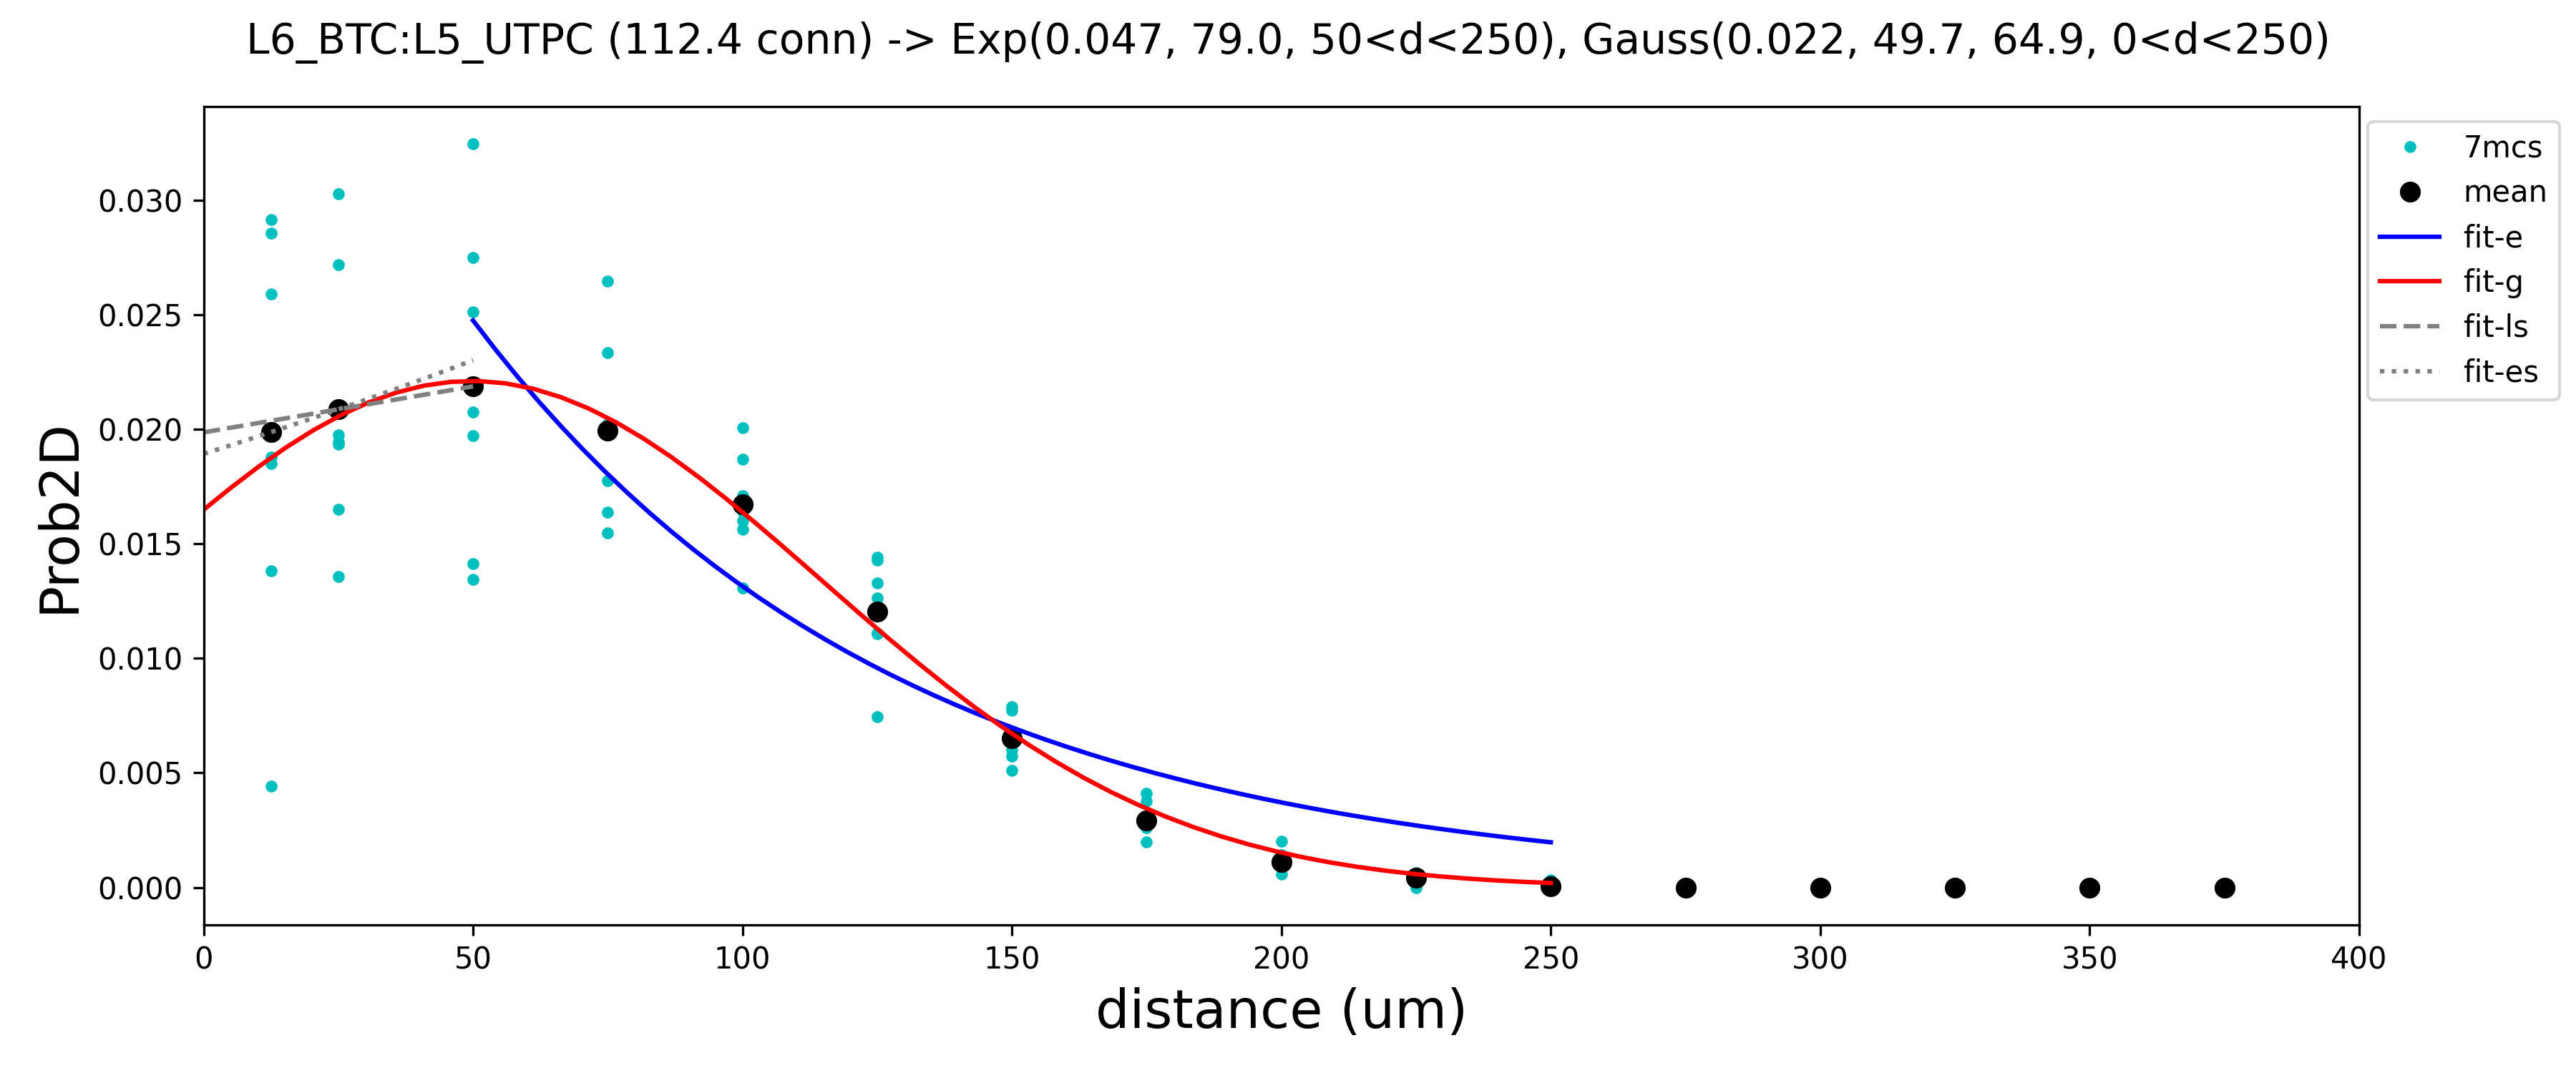 L6_BTC:L5_UTPC (112.4 conn) -> Exp(0.047, 79.0, 50<d<250), Gauss(0.022, 49.7, 64.9, 0<d<250)
7mcs
mean
fit-e
fit-g
fit-ls
fit-es
Prob2D
0.030
0.025
0.020
0.015
0.010
0.005
0.000
0 50 100 150 200 250 300 350 400
distance (um)